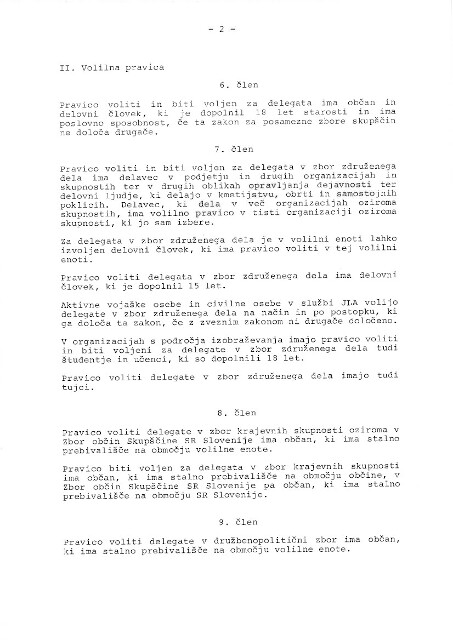 - 2 -
II. Volilna pravica
6. člen
Pravico voliti in biti voljen za delegata ima občan in
delovni človek, ki je dopolnil 18 let starosti in ima
poslovno sposobnost, če ta zakon za posamezne zbore skupščin
ne določa drugače.
7. člen
Pravico voliti in biti voljen za delegata v zbor združenega
dela ima delavec v podjetju in drugih organizacijah in
skupnostih ter v drugih oblikah opravljanja dejavnosti ter
delovni ljudje, ki delajo v kmetijstvu, obrti in samostojnih
poklicih. Delavec, ki dela v več organizacijah oziroma
skupnostih, ima volilno pravico v tisti organizaciji oziroma
skupnosti, ki jo sam izbere.
Za delegata v zbor združenega dela je v volilni enoti lahko
izvoljen delovni človek, ki ima pravico voliti v tej volilni
enoti.
Pravico voliti delegata v zbor združenega dela ima delovni
človek, ki je dopolnil 15 let.
Aktivne vojaške osebe in civilne osebe v službi JLA volijo
delegate v zbor združenega dela na način in po postopku, ki
ga določa ta zakon, če z zveznim zakonom ni drugače določeno.
V organizacijah s področja izobraževanja imajo pravico voliti
in biti voljeni za delegate v zbor združenega dela tudi
študentje in učenci, ki so dopolnili 18 let.
Pravico voliti delegate v zbor združenega dela imajo tudi
tujci.
8. člen
Pravico voliti delegate v zbor krajevnih skupnosti oziroma v
Zbor občin Skupščine SR Slovenije ima občan, ki ima stalno
prebivališče na območju volilne enote.
Pravico biti voljen za delegata v zbor krajevnih skupnosti
ima občan, ki ima stalno prebivališče na območju občine, v
Zbor občin Skupščine SR Slovenije pa občan, ki ima stalno
prebivališče na območju SR Slovenije.
9. člen
Pravico voliti delegate v družbenopolitični zbor ima občan,
ki ima stalno prebivališče na območju volilne enote.